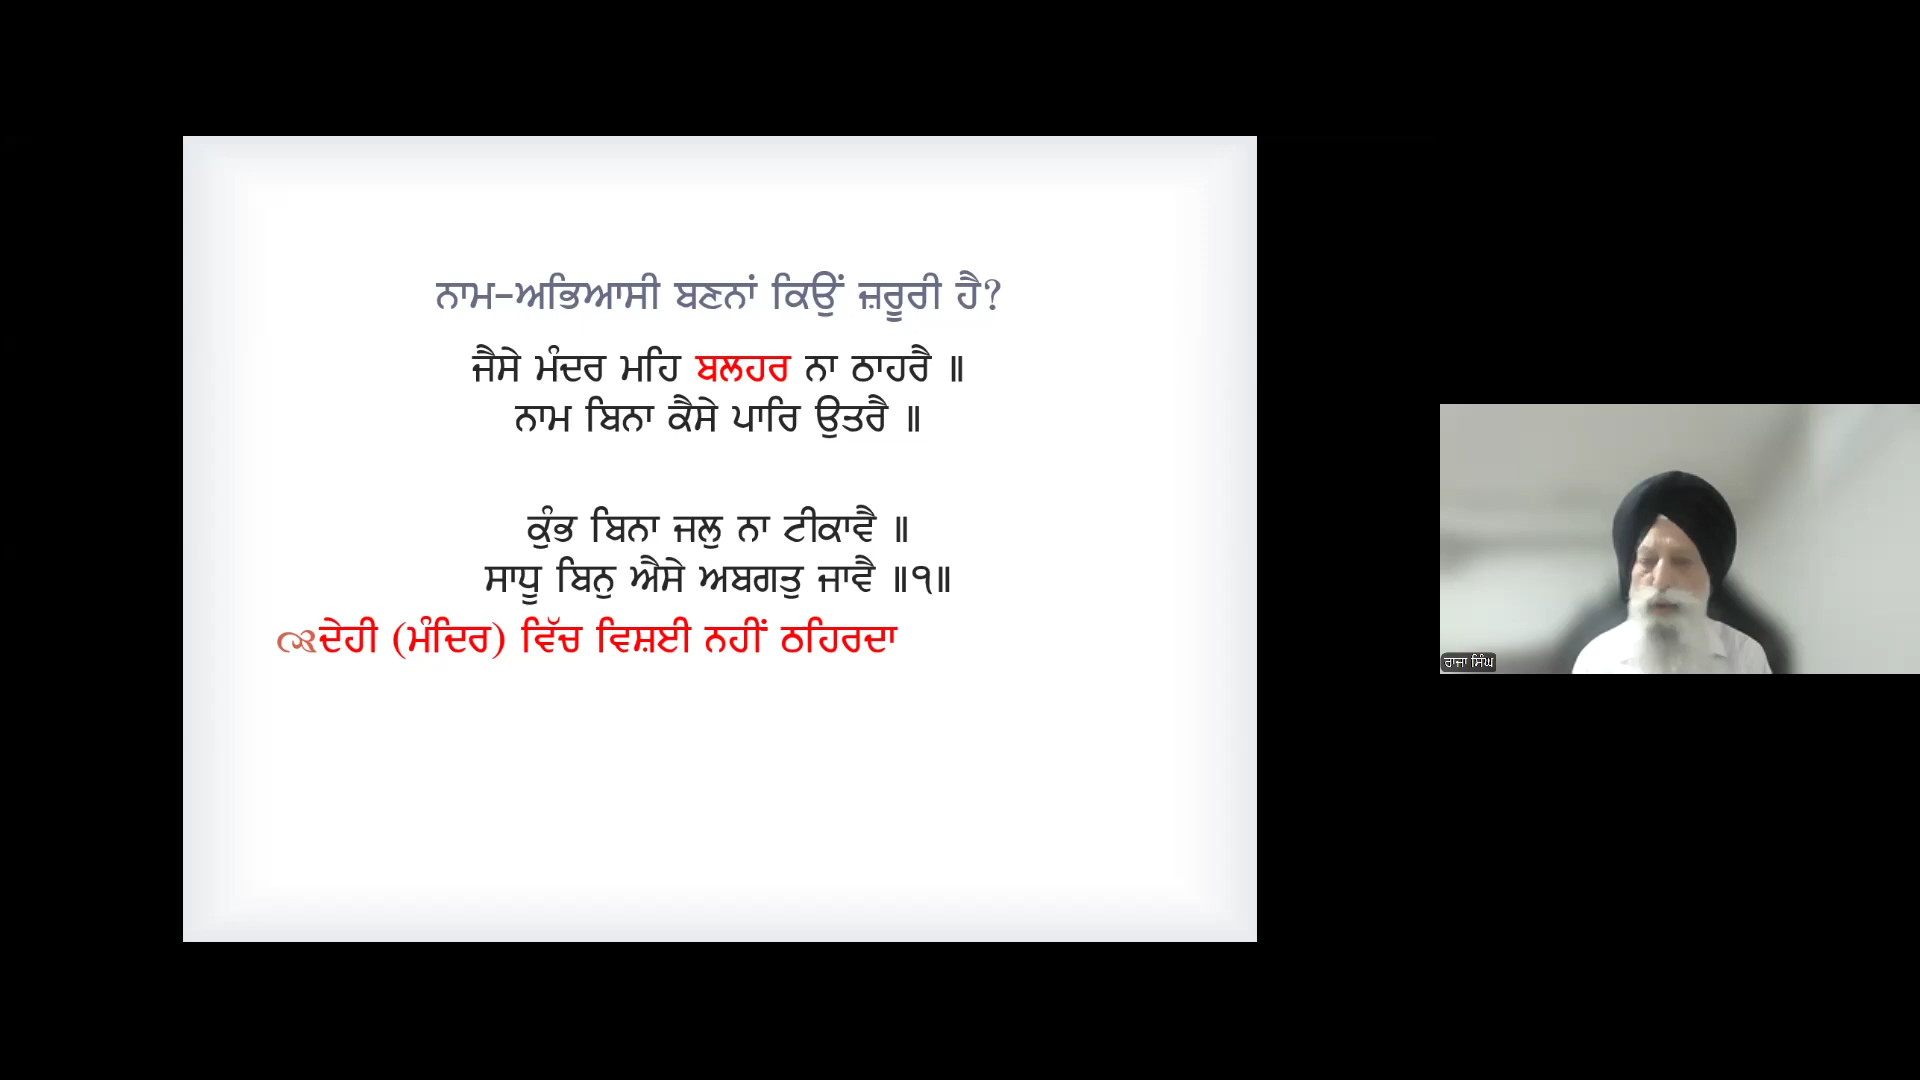 ਨਾਮ-ਅਭਿਆਸੀ ਬਣਨਾਂ ਕਿਉਂ ਜ਼ਰੂਰੀ ਹੈ?
ਜੈਸੇ ਮੰਦਰ ਮਹਿ ਬਲਹਰ ਨਾ ਠਾਹਰੈ ॥
ਨਾਮ ਬਿਨਾ ਕੈਸੇ ਪਾਰਿ ਉਤਰੈ ॥
ਕੁੰਭ ਬਿਨਾ ਜਲੁ ਨਾ ਟੀਕਾਵੈ ॥
ਸਾਧੂ ਬਿਨੁ ਐਸੇ ਅਬਗਤੁ ਜਾਵੈ ॥੧॥
ਦੇਹੀ (ਮੰਦਿਰ) ਵਿੱਚ ਵਿਸ਼ਈ ਨਹੀਂ ਠਹਿਰਦਾ
ਰਾਜਾ ਸਿੰਘ